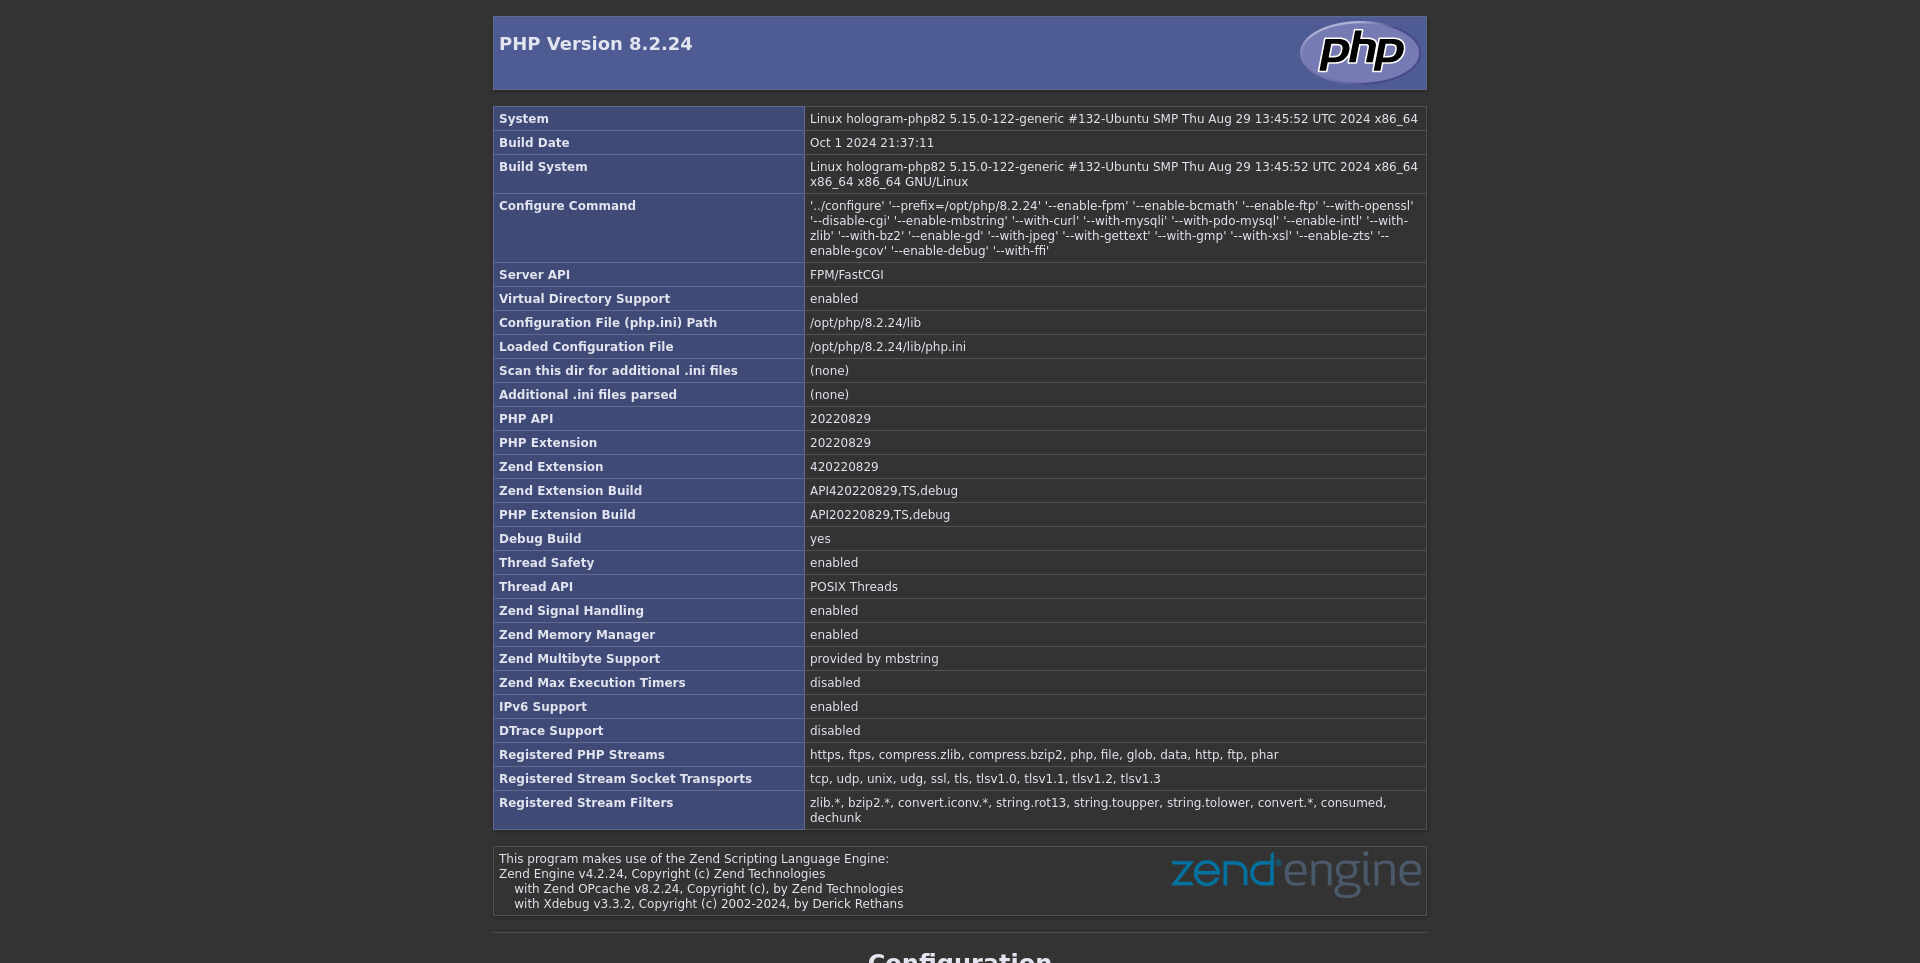 PHP Version 8.2.24
php
System
Linux hologram-php82 5.15.0-122-generic #132-Ubuntu SMP Thu Aug 29 13:45:52 UTC 2024 x86_64
Build Date
Oct 1 2024 21:37:11
Build System
Linux hologram-php82 5.15.0-122-generic #132-Ubuntu SMP Thu Aug 29 13:45:52 UTC 2024 x86_64
x86_64 x86_64 GNU/Linux
Configure Command
'../configure' '--prefix=/opt/php/8.2.24' '--enable-fpm' '--enable-bcmath' '--enable-ftp' '--with-openssl'
'--disable-cgi' '--enable-mbstring' '--with-curl' '--with-mysqli' '--with-pdo-mysql' '--enable-intl' '--with-
zlib' '--with-bz2' '--enable-gd' '--with-jpeg' '--with-gettext' '--with-gmp' '--with-xsl' '--enable-zts' '--
enable-gcov' '--enable-debug' '--with-ffi'
Server API
FPM/FastCGI
Virtual Directory Support
enabled
Configuration File (php.ini) Path
/opt/php/8.2.24/lib
Loaded Configuration File
/opt/php/8.2.24/lib/php.ini
Scan this dir for additional .ini files
(none)
Additional .ini files parsed
(none)
PHP API
20220829
PHP Extension
20220829
Zend Extension
420220829
Zend Extension Build
API420220829,TS,debug
PHP Extension Build
API20220829,TS,debug
Debug Build
yes
Thread Safety
enabled
Thread API
POSIX Threads
Zend Signal Handling
enabled
Zend Memory Manager
enabled
Zend Multibyte Support
provided by mbstring
Zend Max Execution Timers
disabled
IPv6 Support
enabled
DTrace Support
disabled
Registered PHP Streams
https, ftps, compress.zlib, compress.bzip2, php, file, glob, data, http, ftp, phar
Registered Stream Socket Transports
tcp, udp, unix, udg, ssl, tls, tlsv1.0, tlsv1.1, tlsv1.2, tlsv1.3
Registered Stream Filters
zlib.*, bzip2.*, convert.iconv.*, string.rot13, string.toupper, string.tolower, convert.*, consumed,
dechunk
This program makes use of the Zend Scripting Language Engine:
Zend Engine v4.2.24, Copyright (c) Zend Technologies
with Zend OPcache v8.2.24, Copyright (c), by Zend Technologies
with Xdebug v3.3.2, Copyright (c) 2002-2024, by Derick Rethans
zend engine
Configuration